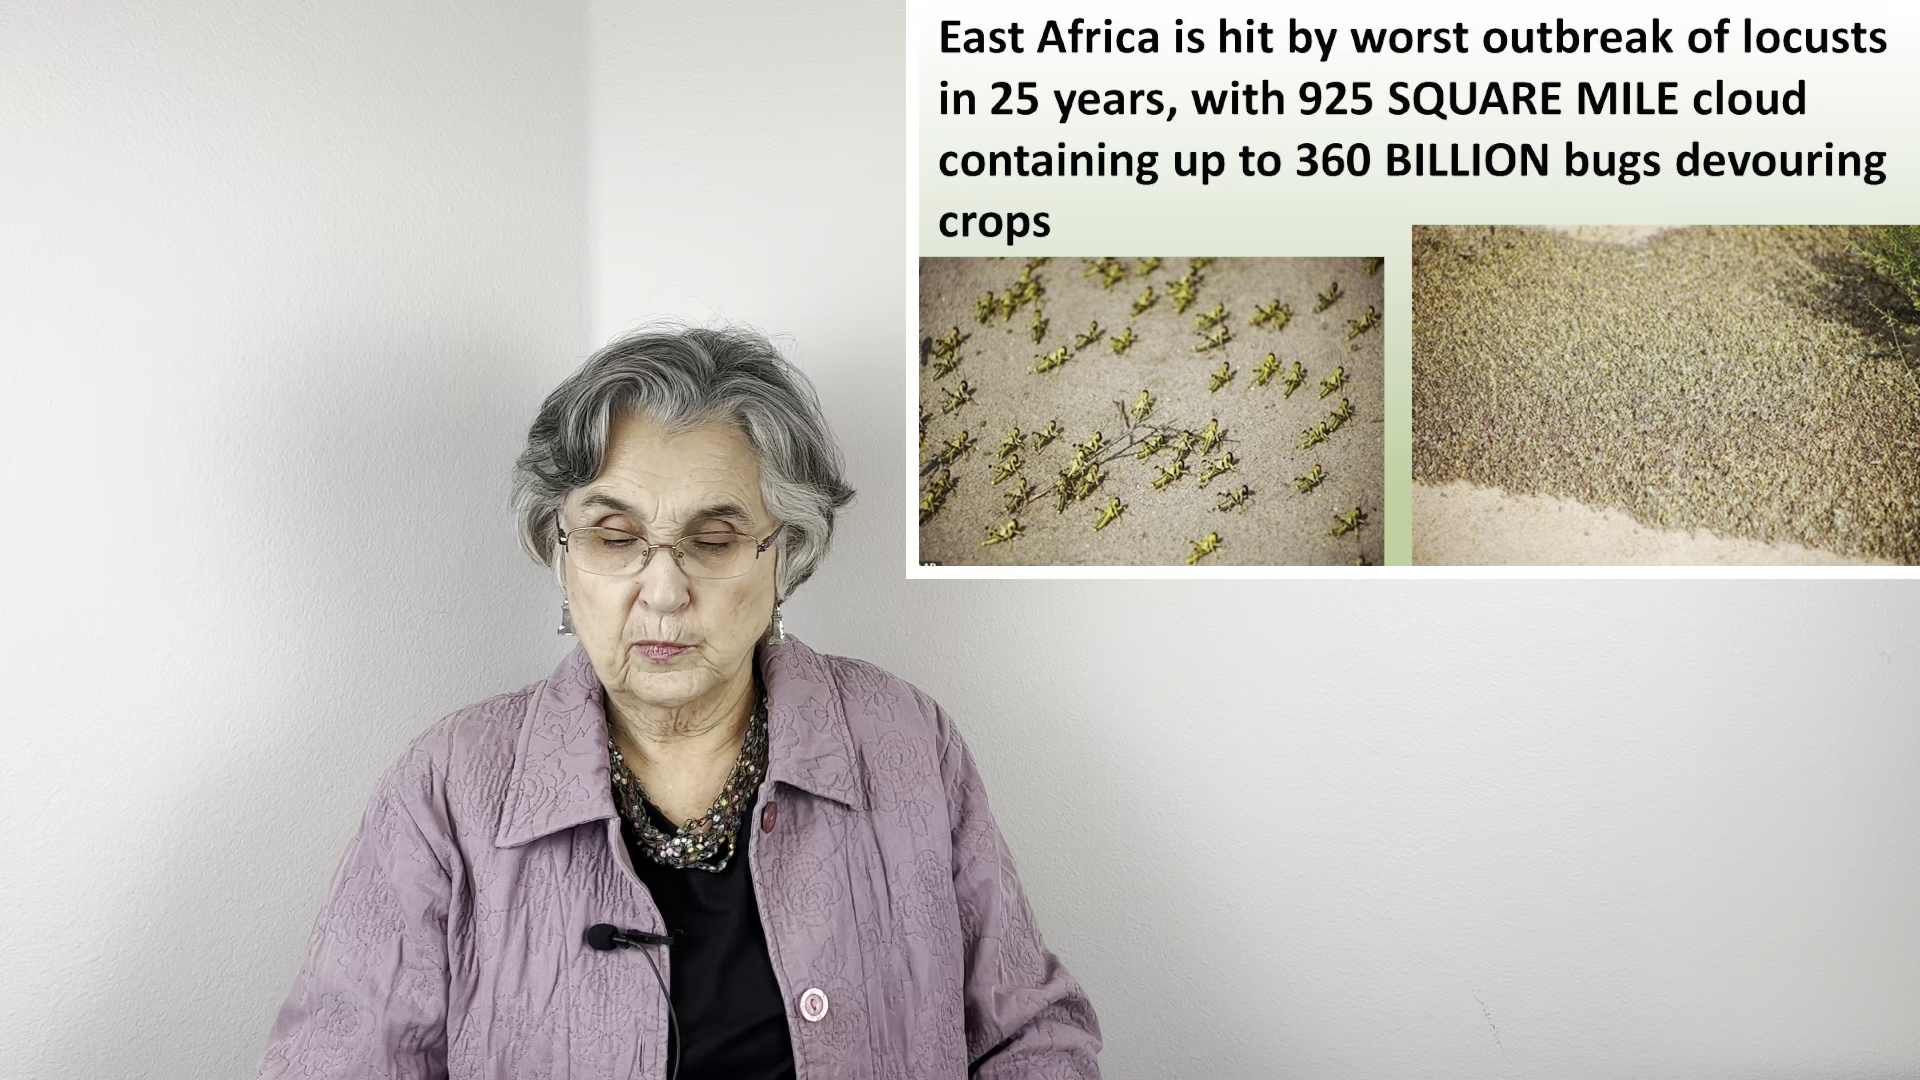 East Africa is hit by worst outbreak of locusts
in 25 years, with 925 SQUARE MILE cloud
containing up to 360 BILLION bugs devouring
crops